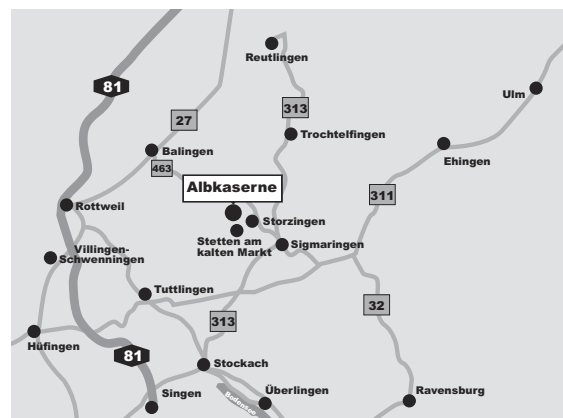 Reutlingen
81
Ulm
313
27
Trochtelfingen
Balingen
Ehingen
463
Albkaserne
311
Rottweil
Storzingen
Stetten am
kalten Markt
Sigmaringen
Villingen-
Schwenningen
Tuttlingen
32
313
Hüfingen
81
Stockach
Singen
Bodensee
Überlingen
Ravensburg